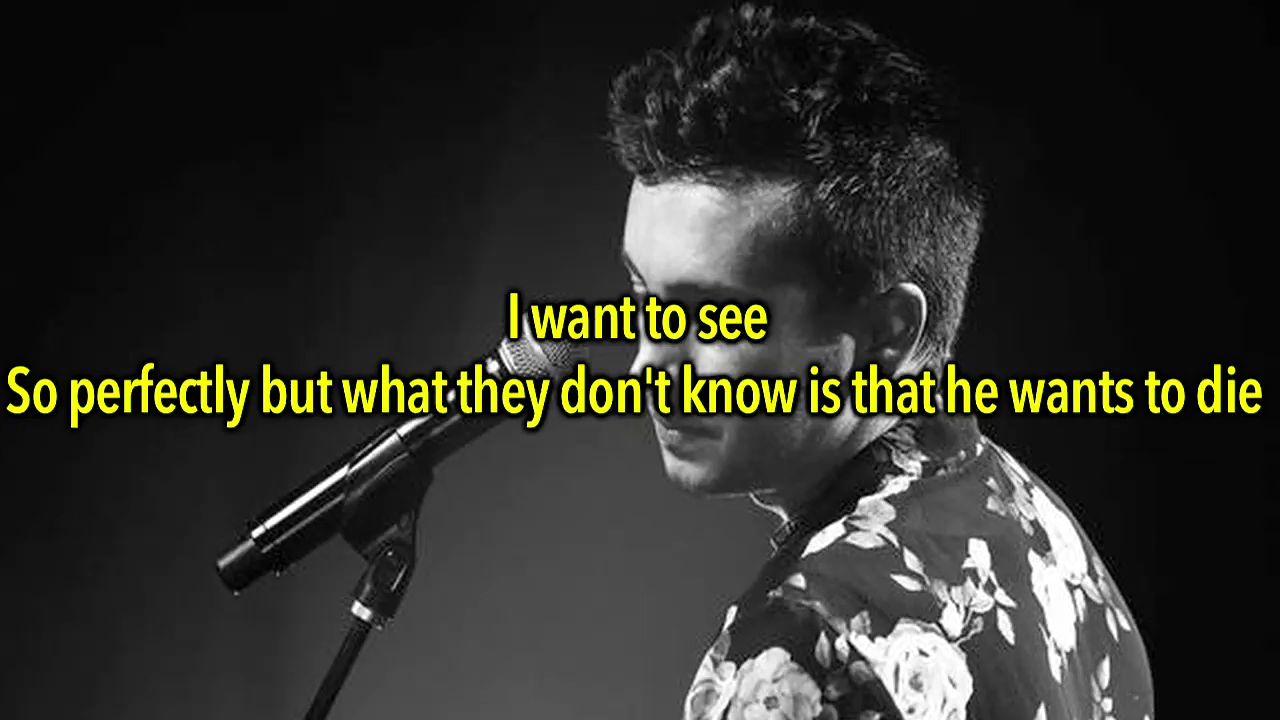 I want to see
So perfectly but what they don't know is that he wants to die